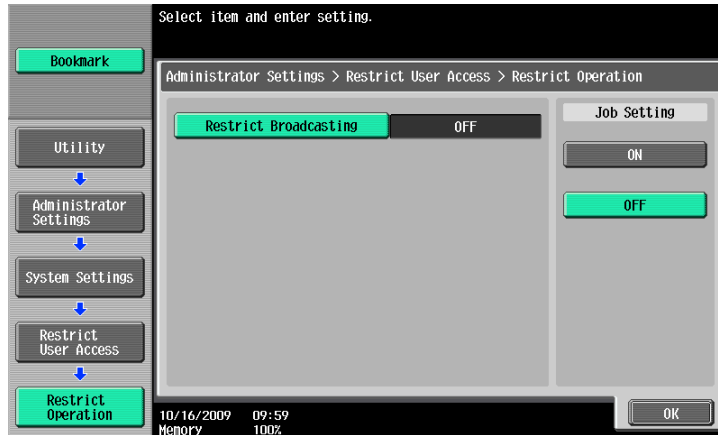 Select item and enter setting.
Bookmark
Administrator Settings > Restrict User Access > Restrict Operation
Restrict Broadcasting OFF
Job Setting
ON
OFF
Utility
Administrator
Settings
System Settings
Restrict
User Access
Restrict
Operation
10/16/2009 09:59
Memory 100%
OK